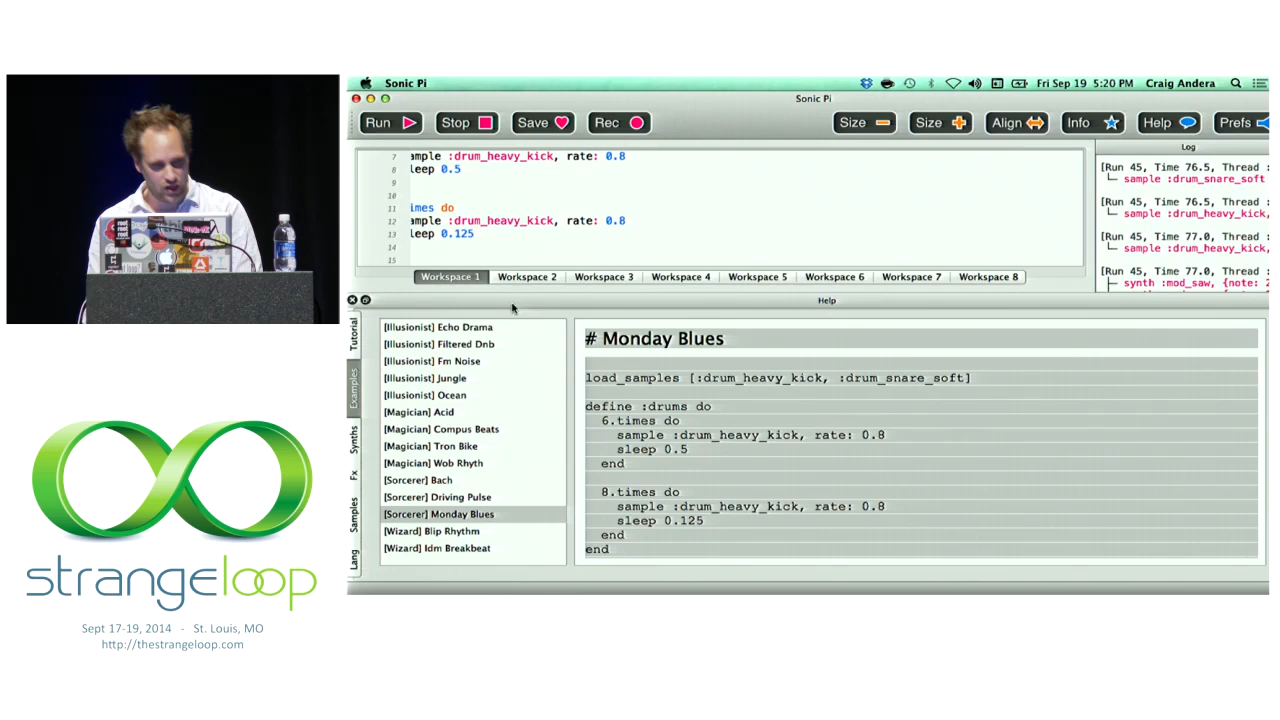 Sonic Pi
Fri Sep 19 5:20 PM Craig Andera
Sonic Pi
Run Stop Save Rec Size Size Align Info Help Prefs
Log
7 ample :drum_heavy_kick, rate: 0.8
8 leep 0.5
9
10
11 imes do
12 ample :drum_heavy_kick, rate: 0.8
13 leep 0.125
14
15
[Run 45, Time 76.5, Thread
sample :drum_snare_soft
[Run 45, Time 76.5, Thread
sample :drum_heavy_kick,
[Run 45, Time 77.0, Thread
sample :drum_heavy_kick,
[Run 45, Time 77.0, Thread
synth :mod_saw, {note: 2
Workspace 1 Workspace 2 Workspace 3 Workspace 4 Workspace 5 Workspace 6 Workspace 7 Workspace 8
Help
Tutorial
Examples
Synths
Fx
Samples
Lang
[Illusionist] Echo Drama
[Illusionist] Filtered Dnb
[Illusionist] Fm Noise
[Illusionist] Jungle
[Illusionist] Ocean
[Magician] Acid
[Magician] Compus Beats
[Magician] Tron Bike
[Magician] Wob Rhyth
[Sorcerer] Bach
[Sorcerer] Driving Pulse
[Sorcerer] Monday Blues
[Wizard] Blip Rhythm
[Wizard] Idm Breakbeat
# Monday Blues
load_samples [:drum_heavy_kick, :drum_snare_soft]
define :drums do
6.times do
sample :drum_heavy_kick, rate: 0.8
sleep 0.5
end
8.times do
sample :drum_heavy_kick, rate: 0.8
sleep 0.125
end
end
strangeloop
Sept 17-19, 2014 - St. Louis, MO
http://thestrangeloop.com